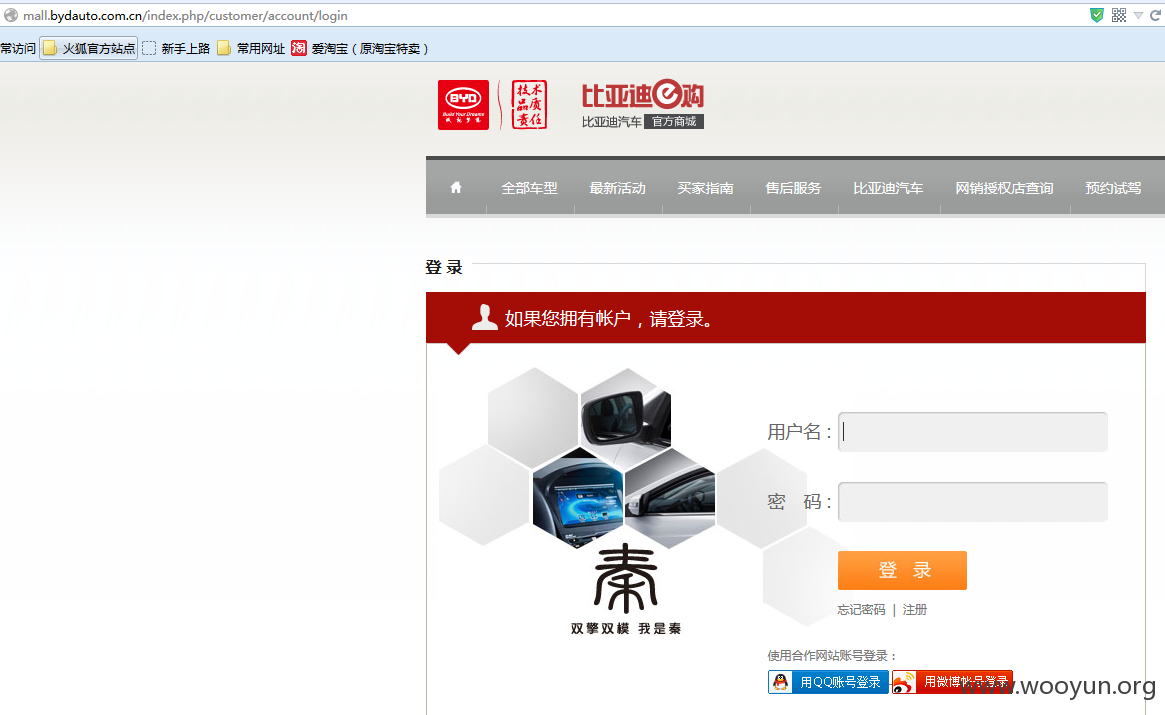 mall.bydauto.com.cn/index.php/customer/account/login
常访问 火狐官方站点 新手上路 常用网址 淘 爱淘宝（原淘宝特卖）
BYD
Build Your Dreams
技术
品质
责任
比亚迪e购
比亚迪汽车 官方商城
全部车型 最新活动 买家指南 售后服务 比亚迪汽车 网销授权店查询 预约试驾
登 录
如果您拥有帐户，请登录。
用户名：
密 码：
秦
双擎双模 我是秦
登 录
忘记密码 | 注册
使用合作网站账号登录：
用QQ账号登录 用微博帐号登录
www.wooyun.org